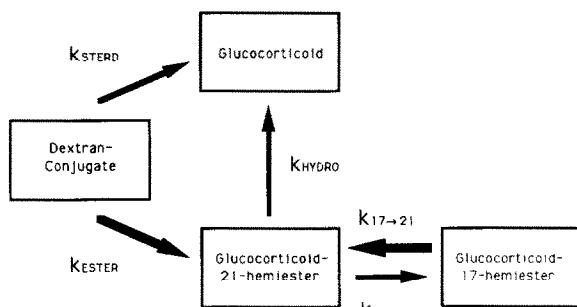 kSTERD
Glucocorticoid
Dextran-
Conjugate
kHYDRO
k17→21
kESTER
Glucocorticoid-
21-hemiester
Glucocorticoid-
17-hemiester